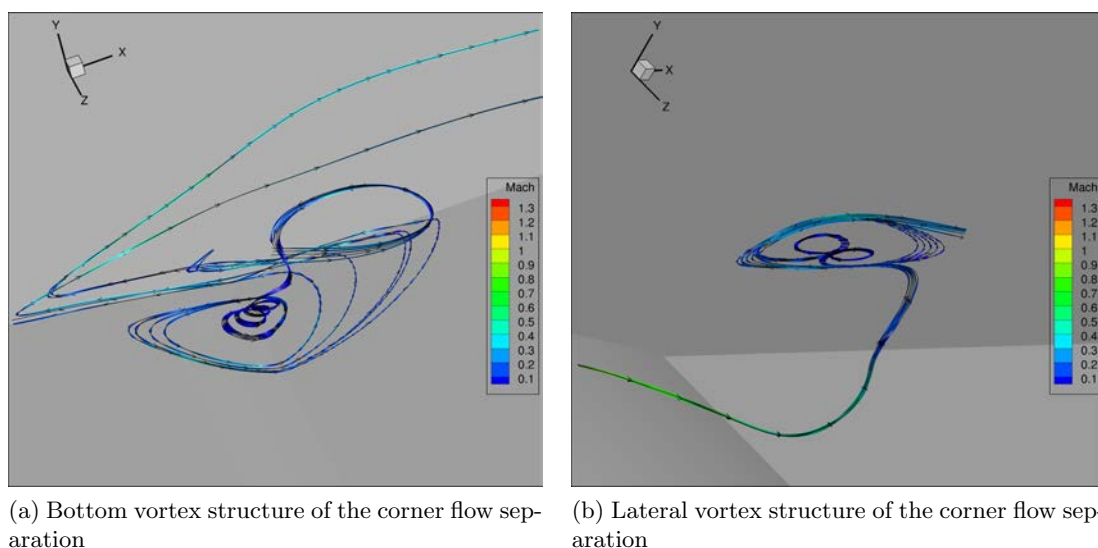 Y
X
Z
Mach
1.3
1.2
1.1
1
0.9
0.8
0.7
0.6
0.5
0.4
0.3
0.2
0.1
Y
X
Z
Mach
1.3
1.2
1.1
1
0.9
0.8
0.7
0.6
0.5
0.4
0.3
0.2
0.1
(a) Bottom vortex structure of the corner flow sep-
aration
(b) Lateral vortex structure of the corner flow sep-
aration